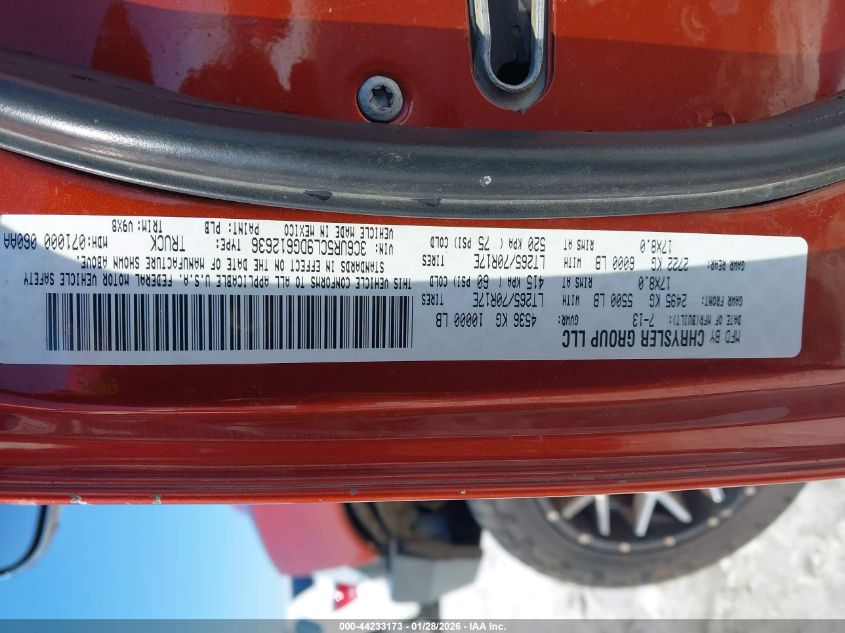 MFD BY CHRYSLER GROUP LLC
DATE OF MFR(BUILT): 7-13 GVWR: 4536 KG 10000 LB
GAWR FRONT: 2495 KG 5500 LB WITH TIRES LT265/70R17E
17X8.0 RIMS AT 415 KPA ( 60 PSI) COLD
GAWR REAR: 2722 KG 6000 LB WITH TIRES LT265/70R17E
17X8.0 RIMS AT 520 KPA ( 75 PSI) COLD
THIS VEHICLE CONFORMS TO ALL APPLICABLE U.S.A. FEDERAL MOTOR VEHICLE SAFETY
STANDARDS IN EFFECT ON THE DATE OF MANUFACTURE SHOWN ABOVE.
VIN: 3C6UR5CL9DG612636 TYPE: TRUCK MDH:071000 060AA
VEHICLE MADE IN MEXICO PAINT: PLB TRIM: V9X8
000-44233173 - 01/28/2026 - IAA Inc.